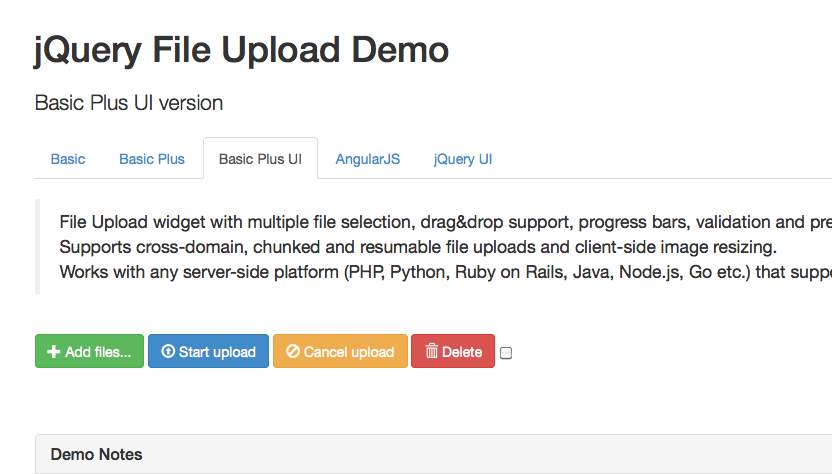 jQuery File Upload Demo
Basic Plus UI version
Basic Basic Plus Basic Plus UI AngularJS jQuery UI
File Upload widget with multiple file selection, drag&drop support, progress bars, validation and pre
Supports cross-domain, chunked and resumable file uploads and client-side image resizing.
Works with any server-side platform (PHP, Python, Ruby on Rails, Java, Node.js, Go etc.) that supp
Add files... Start upload Cancel upload Delete
Demo Notes